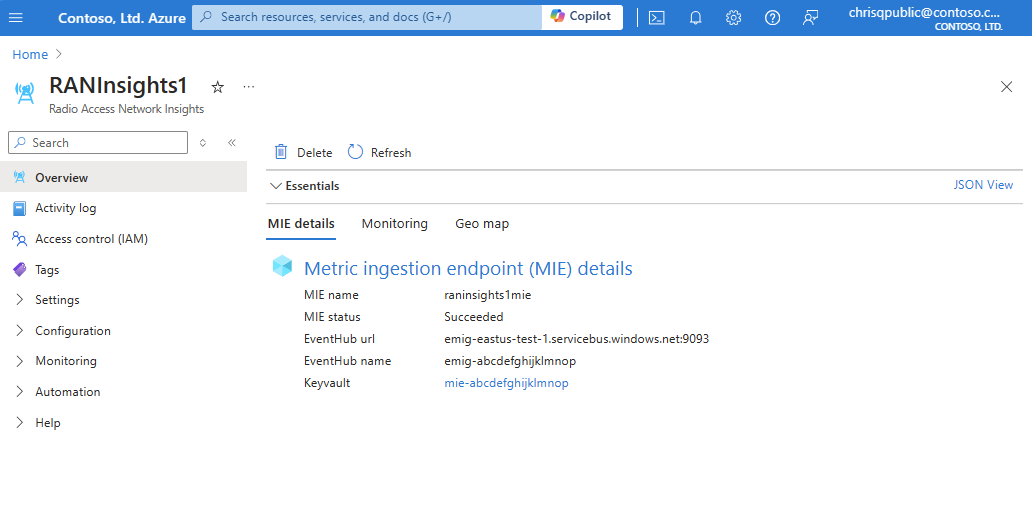 Contoso, Ltd. Azure
Search resources, services, and docs (G+/)
Copilot
chrisqpublic@contoso.c...
CONTOSO, LTD.
Home
RANInsights1
Radio Access Network Insights
Search
Overview
Activity log
Access control (IAM)
Tags
Settings
Configuration
Monitoring
Automation
Help
Delete Refresh
Essentials JSON View
MIE details Monitoring Geo map
Metric ingestion endpoint (MIE) details
MIE name raninsights1mie
MIE status Succeeded
EventHub url emig-eastus-test-1.servicebus.windows.net:9093
EventHub name emig-abcdefghijklmnop
Keyvault mie-abcdefghijklmnop